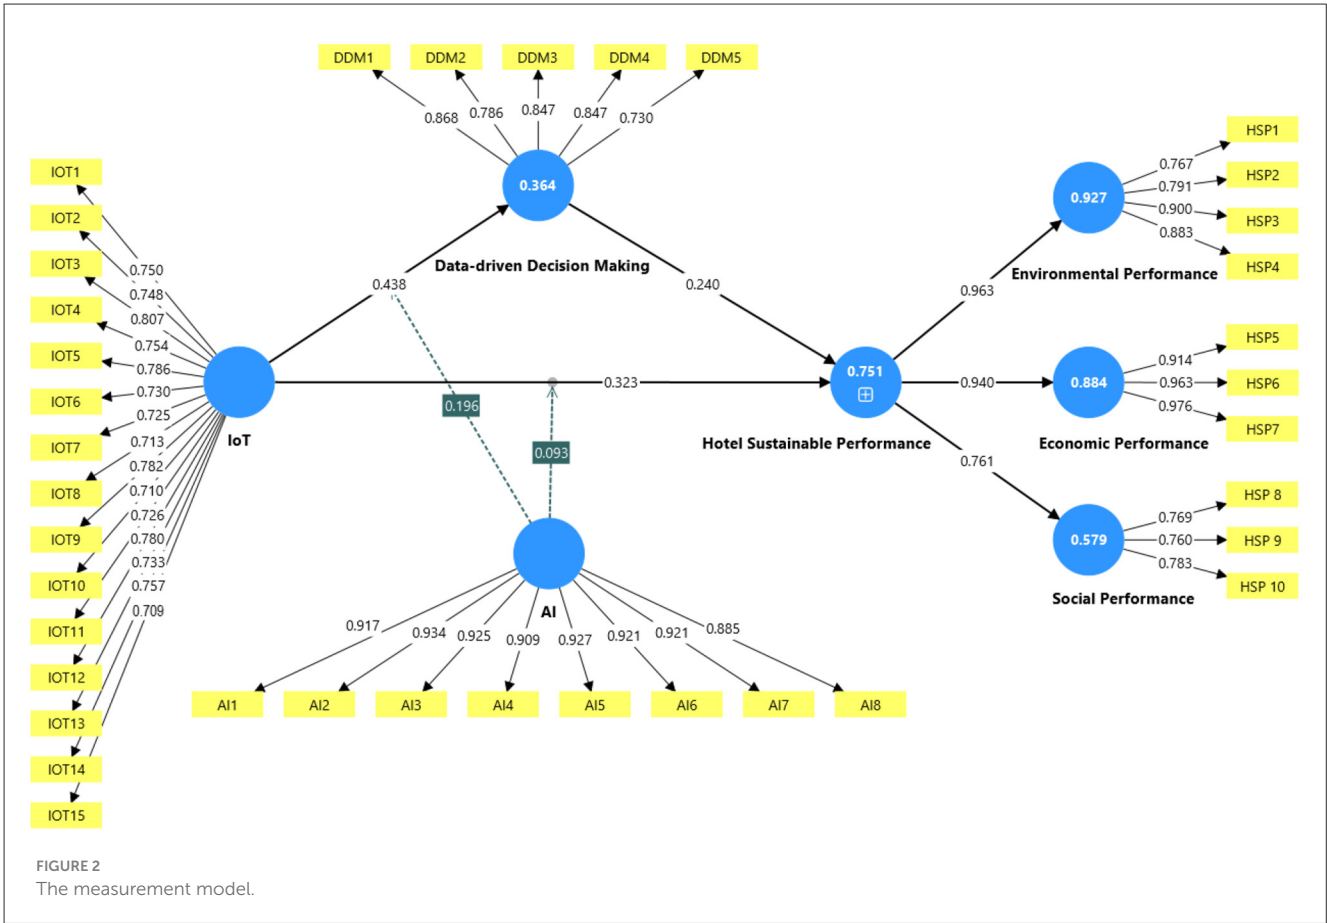 DDM1 DDM2 DDM3 DDM4 DDM5
0.868 0.786 0.847 0.847 0.730
0.364
Data-driven Decision Making
IOT1
IOT2
IOT3
IOT4
IOT5
IOT6
IOT7
IOT8
IOT9
IOT10
IOT11
IOT12
IOT13
IOT14
IOT15
0.750
0.748
0.807
0.754
0.786
0.730
0.725
0.713
0.782
0.710
0.726
0.780
0.733
0.757
0.709
IoT
0.438
0.240
0.323
0.196
0.093
0.751
Hotel Sustainable Performance
0.963
0.940
0.761
0.927
Environmental Performance
0.767
0.791
0.900
0.883
HSP1
HSP2
HSP3
HSP4
0.884
Economic Performance
0.914
0.963
0.976
HSP5
HSP6
HSP7
0.579
Social Performance
0.769
0.760
0.783
HSP 8
HSP 9
HSP 10
AI
0.917 0.934 0.925 0.909 0.927 0.921 0.921 0.885
AI1 AI2 AI3 AI4 AI5 AI6 AI7 AI8
FIGURE 2
The measurement model.